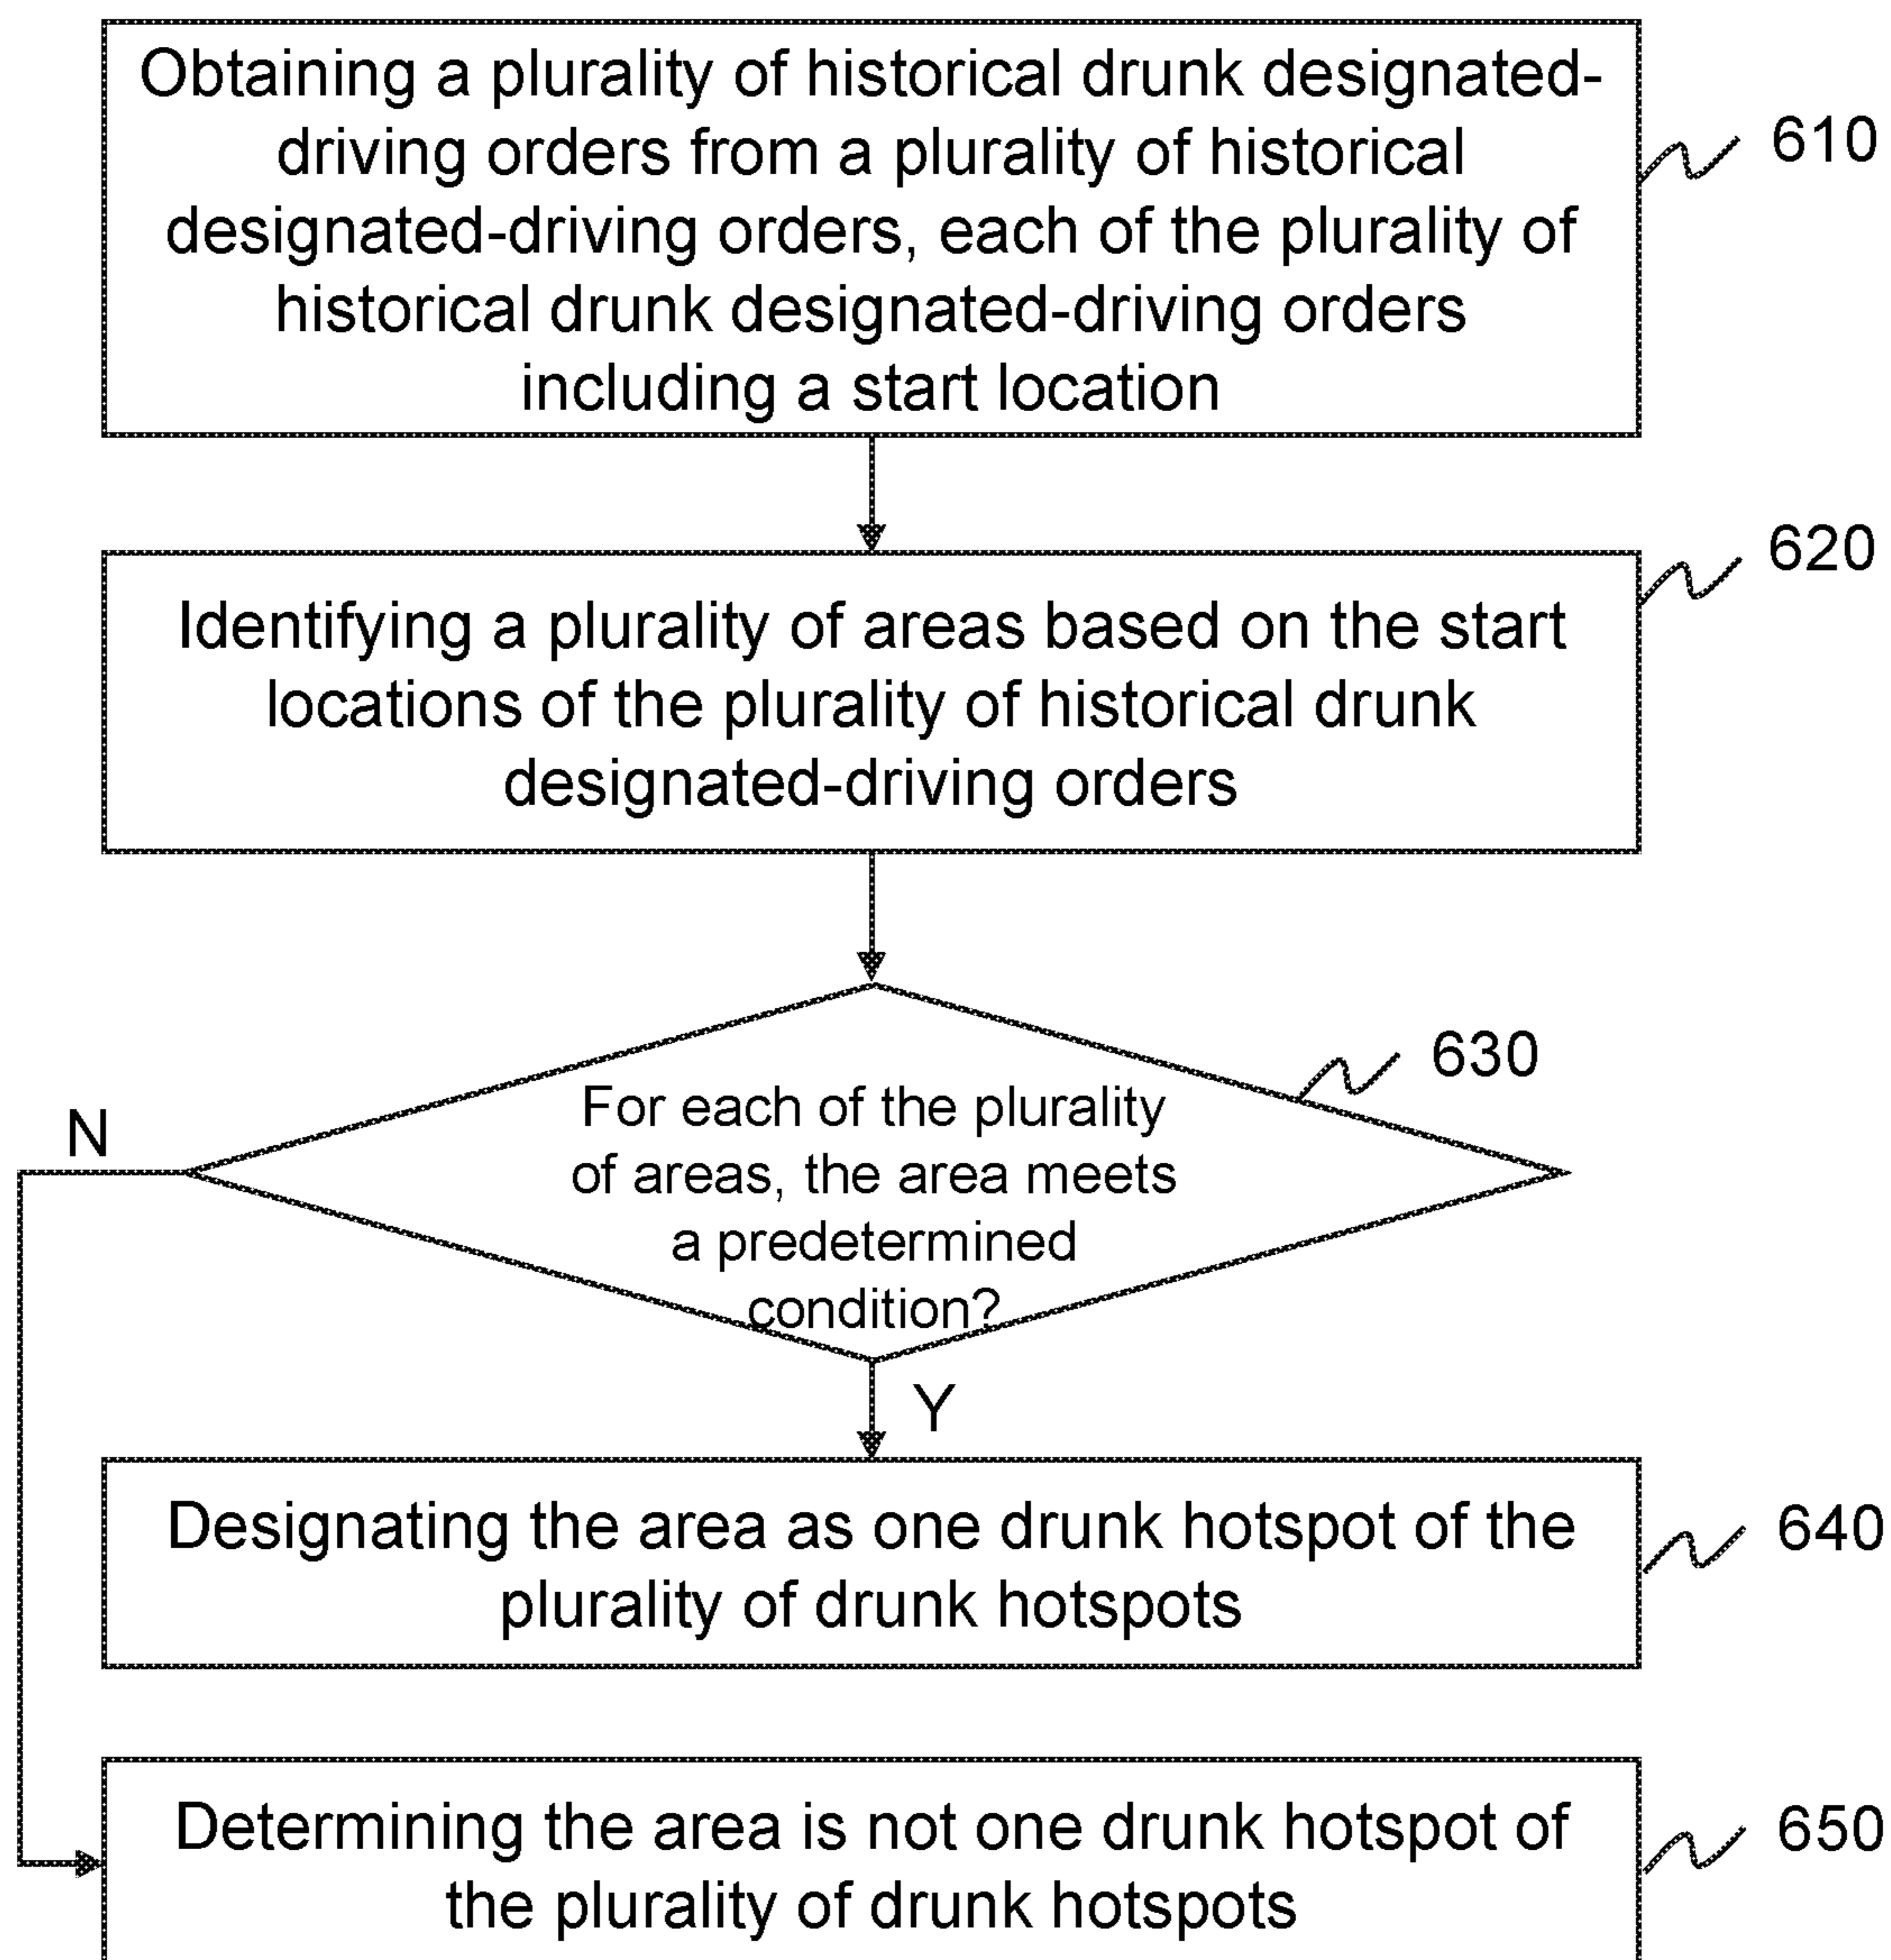 Obtaining a plurality of historical drunk designated-
driving orders from a plurality of historical
designated-driving orders, each of the plurality of
historical drunk designated-driving orders
including a start location
610
620
Identifying a plurality of areas based on the start
locations of the plurality of historical drunk
designated-driving orders
630
N
For each of the plurality
of areas, the area meets
a predetermined
condition?
Y
Designating the area as one drunk hotspot of the
plurality of drunk hotspots
640
Determining the area is not one drunk hotspot of
the plurality of drunk hotspots
650